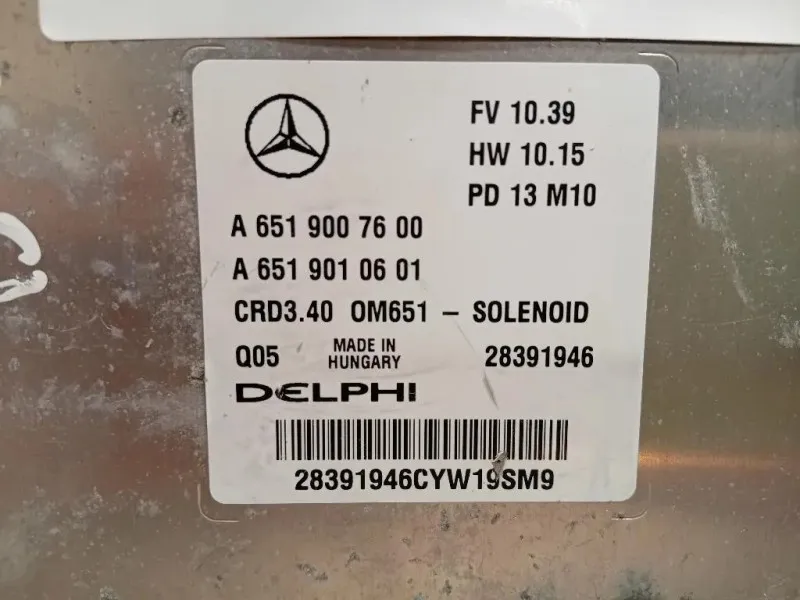 FV 10.39
HW 10.15
PD 13 M10
A 651 900 76 00
A 651 901 06 01
CRD3.40 OM651 – SOLENOID
Q05 MADE IN HUNGARY 28391946
DELPHI
28391946CYW19SM9